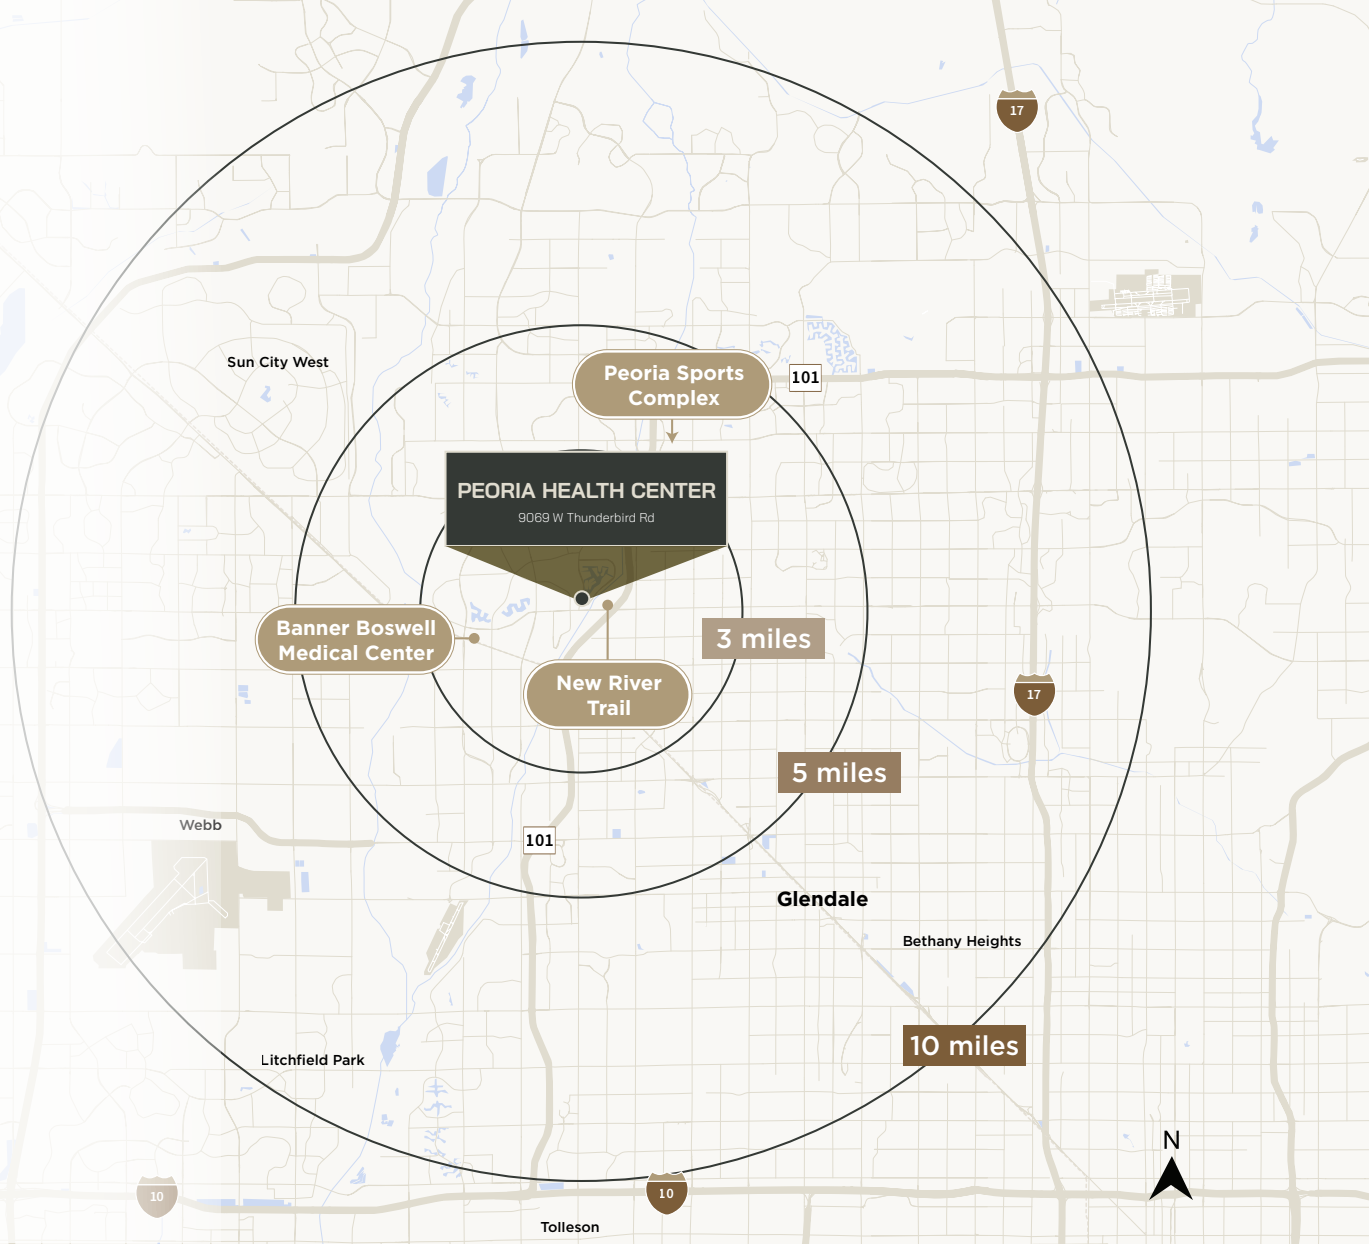 17
Sun City West
Peoria Sports
Complex
101
PEORIA HEALTH CENTER
9069 W Thunderbird Rd
Banner Boswell
Medical Center
3 miles
New River
Trail
17
5 miles
Webb
101
Glendale
Bethany Heights
10 miles
Litchfield Park
N
10
10
Tolleson